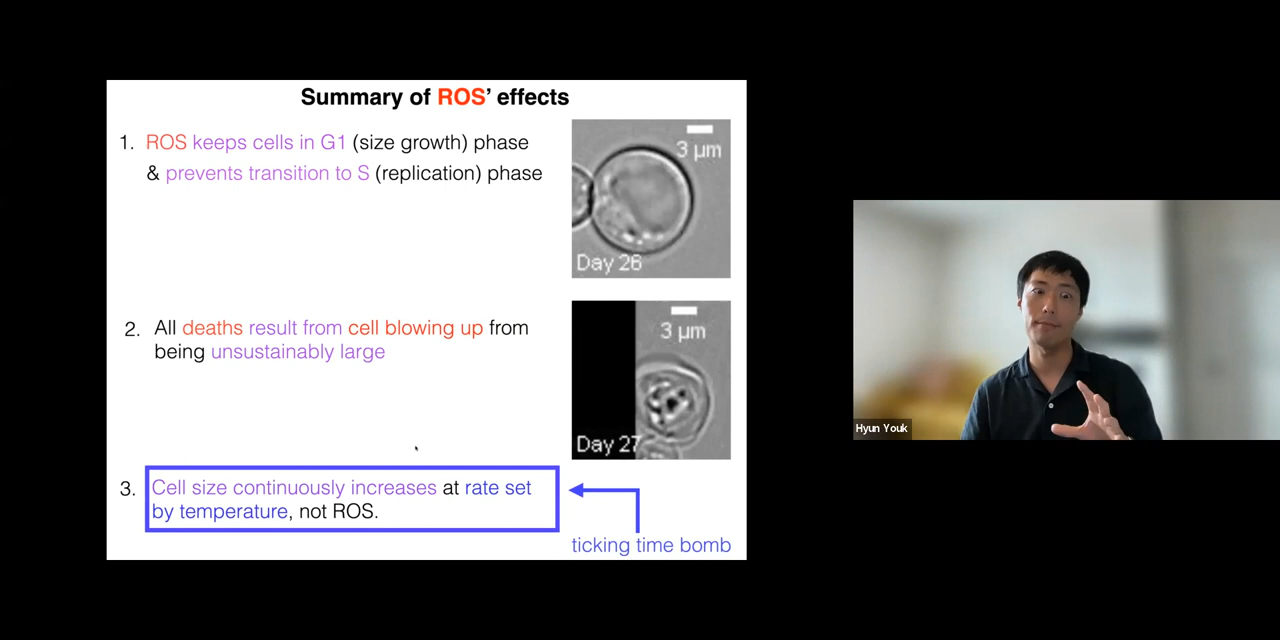 Summary of ROS' effects
1. ROS keeps cells in G1 (size growth) phase
& prevents transition to S (replication) phase
3 μm
Day 26
2. All deaths result from cell blowing up from
being unsustainably large
3 μm
Day 27
3. Cell size continuously increases at rate set
by temperature, not ROS.
ticking time bomb
Hyun Youk